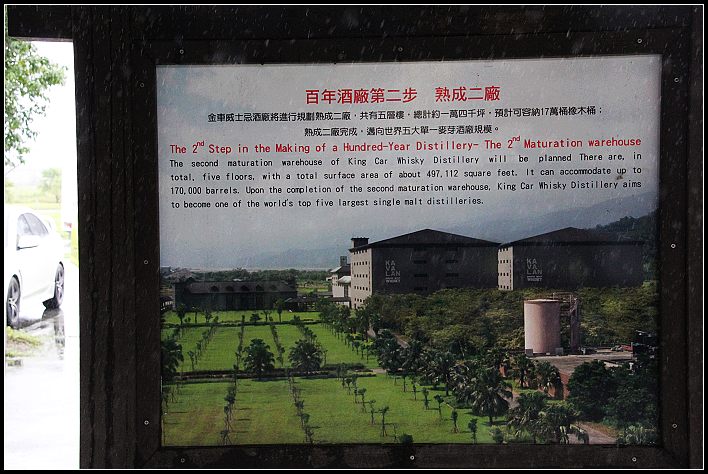 百年酒廠第二步 熟成二廠
金車威士忌酒廠將進行規劃熟成二廠，共有五層樓，總計約一萬四千坪，預計可容納17萬桶橡木桶；
熟成二廠完成，邁向世界五大單一麥芽酒廠規模。
The 2nd Step in the Making of a Hundred-Year Distillery- The 2nd Maturation warehouse
The second maturation warehouse of King Car Whisky Distillery will be planned There are, in
total, five floors, with a total surface area of about 497,112 square feet. It can accommodate up to
170,000 barrels. Upon the completion of the second maturation warehouse, King Car Whisky Distillery aims
to become one of the world's top five largest single malt distilleries.
KA
VA
LAN
KA
VA
LAN